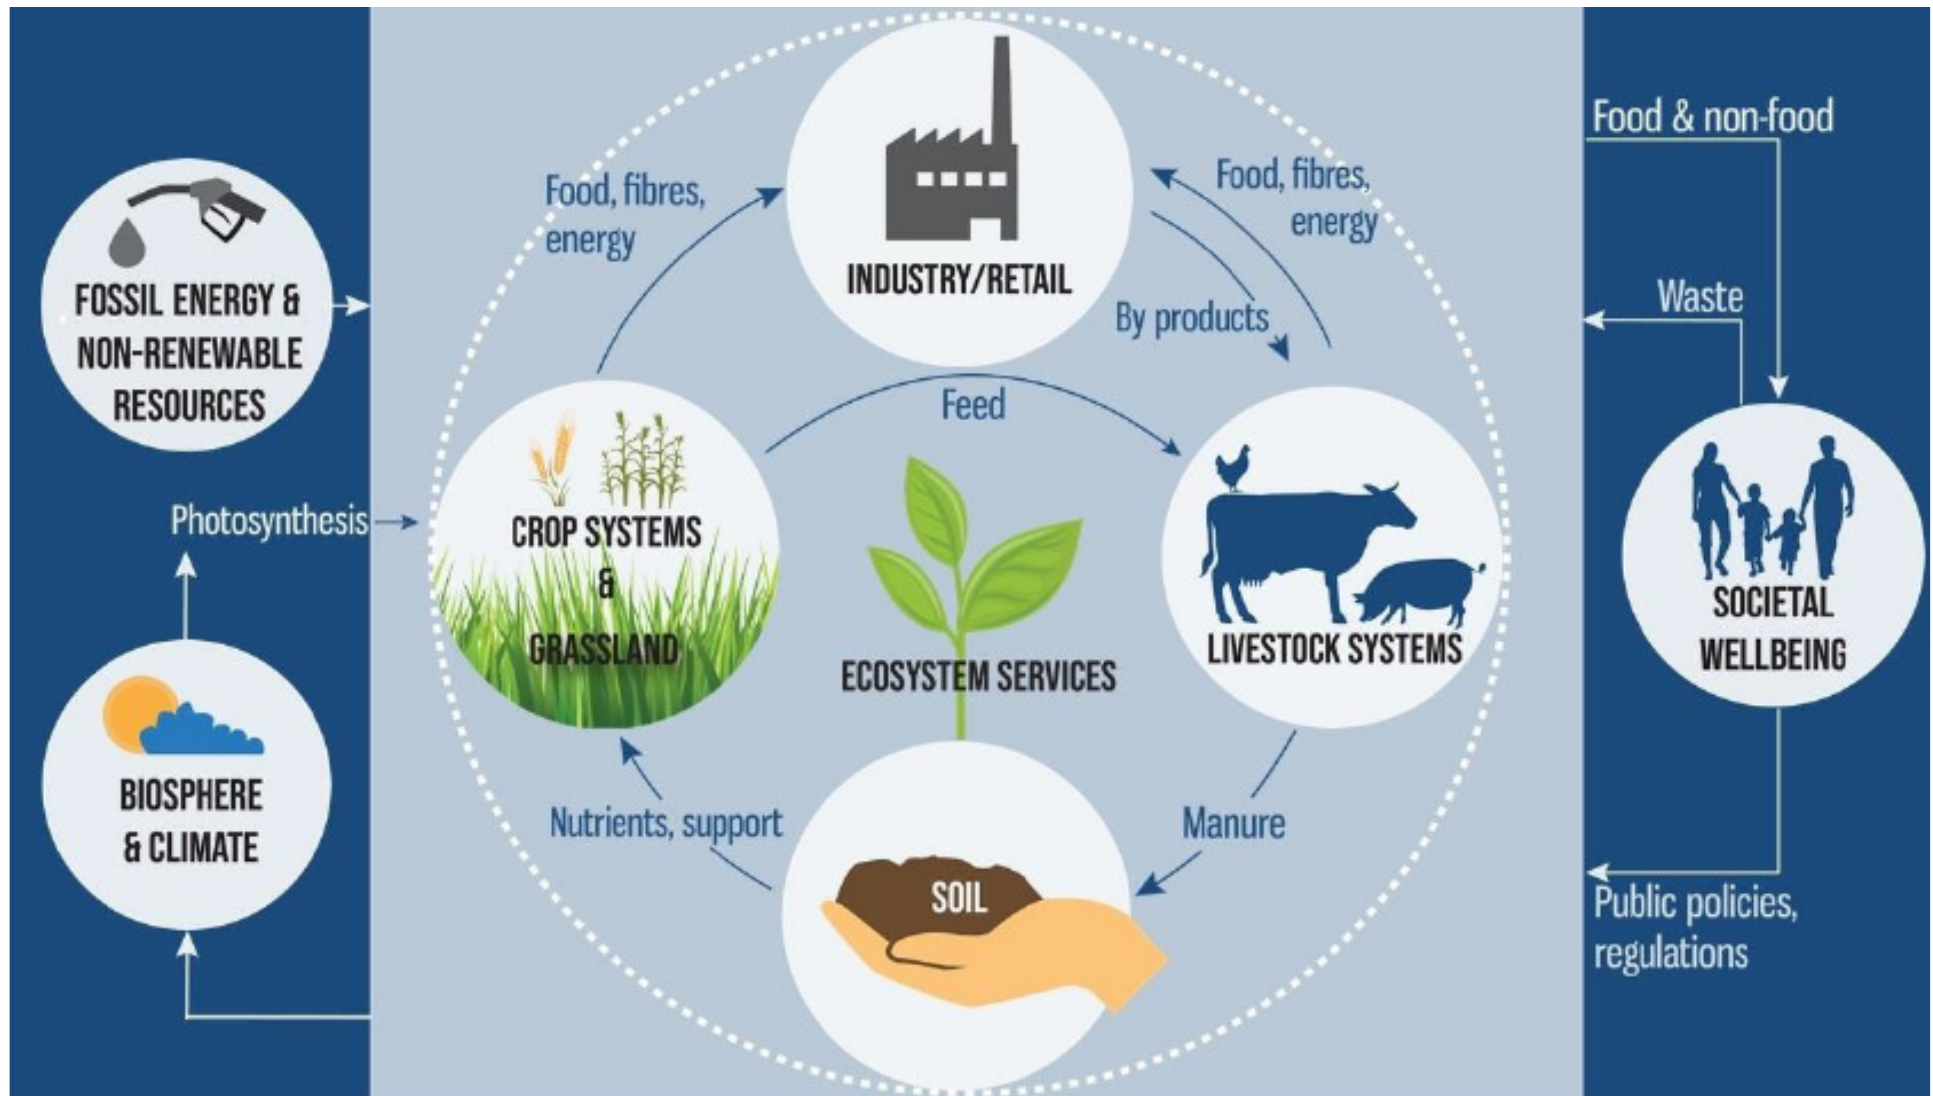 FOSSIL ENERGY &
NON-RENEWABLE
RESOURCES
Photosynthesis
BIOSPHERE
& CLIMATE
Food, fibres,
energy
INDUSTRY/RETAIL
Food, fibres,
energy
By products
Feed
CROP SYSTEMS
&
GRASSLAND
ECOSYSTEM SERVICES
LIVESTOCK SYSTEMS
Nutrients, support
Manure
SOIL
Food & non-food
Waste
SOCIETAL
WELLBEING
Public policies,
regulations